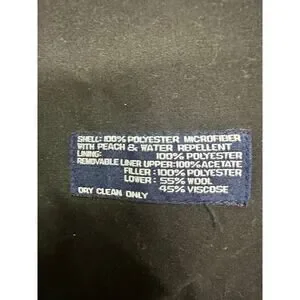 SHELL: 100% POLYESTER MICROFIBER
WITH PEACH & WATER REPELLENT
LINING: 100% POLYESTER
REMOVABLE LINER UPPER: 100% ACETATE
FILLER: 100% POLYESTER
LOWER: 55% WOOL
45% VISCOSE
DRY CLEAN ONLY